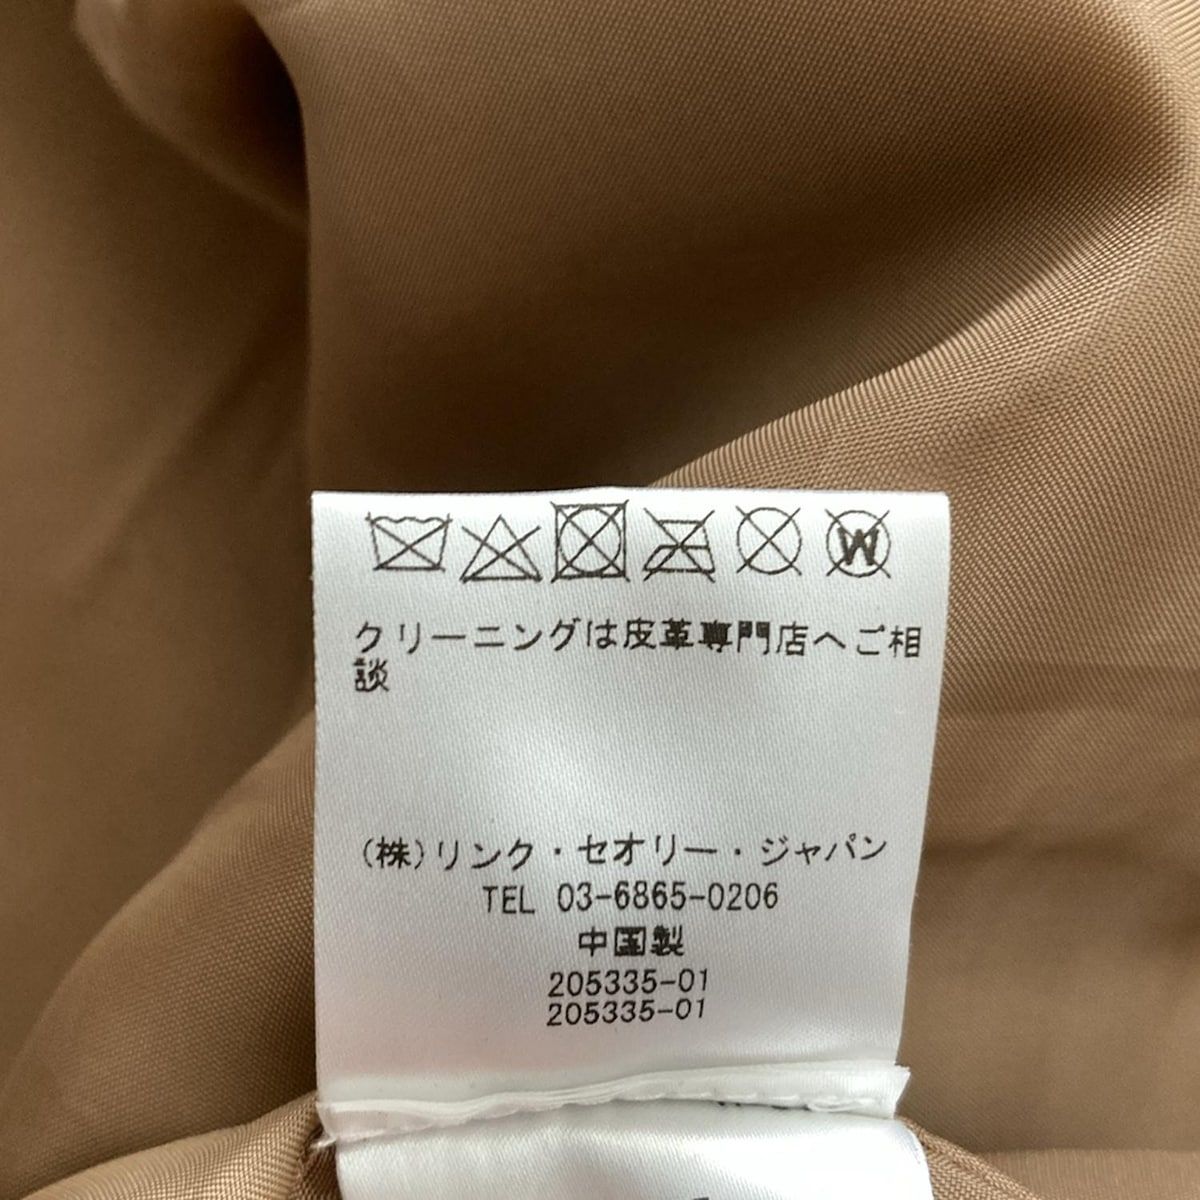 W
クリーニングは皮革専門店へご相
談
(株)リンク・セオリー・ジャパン
TEL 03-6865-0206
中国製
205335-01
205335-01